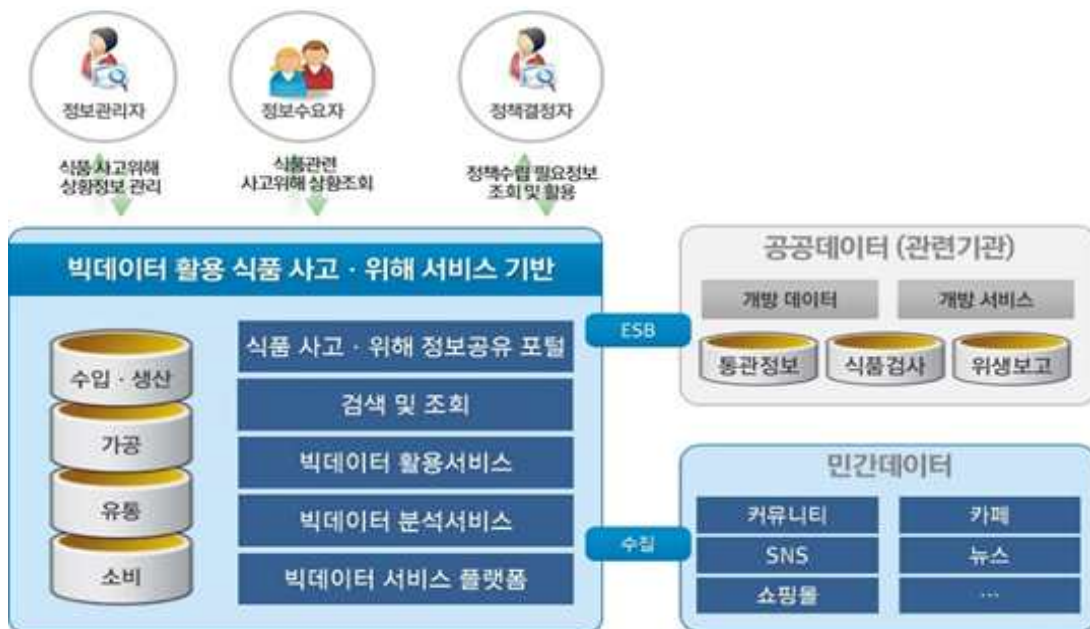 정보관리자
정보수요자
정책결정자
식품 사고위해
상황정보 관리
식품관련
사고위해 상황조회
정책수립 필요정보
조회 및 활용
빅데이터 활용 식품 사고 · 위해 서비스 기반
수입 · 생산
가공
유통
소비
식품 사고 · 위해 정보공유 포털
검색 및 조회
빅데이터 활용서비스
빅데이터 분석서비스
빅데이터 서비스 플랫폼
ESB
수집
공공데이터 (관련기관)
개방 데이터
개방 서비스
통관정보
식품검사
위생보고
민간데이터
커뮤니티
카페
SNS
뉴스
쇼핑몰
...